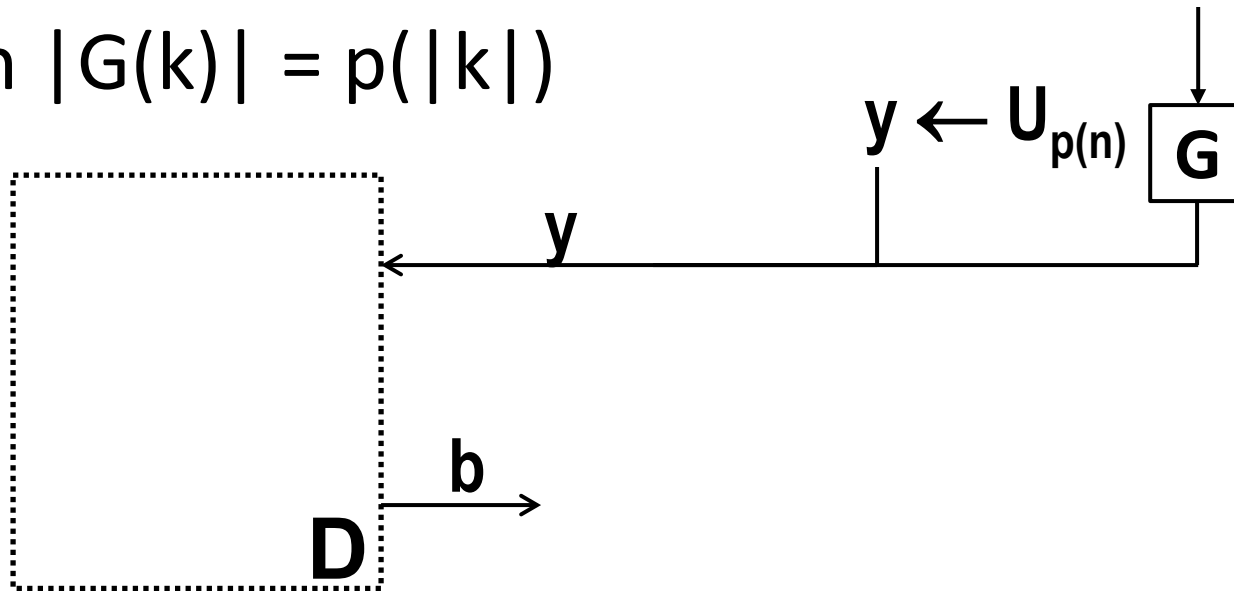 n |G(k)| = p(|k|)
y ← U_p(n)
G
y
b
D